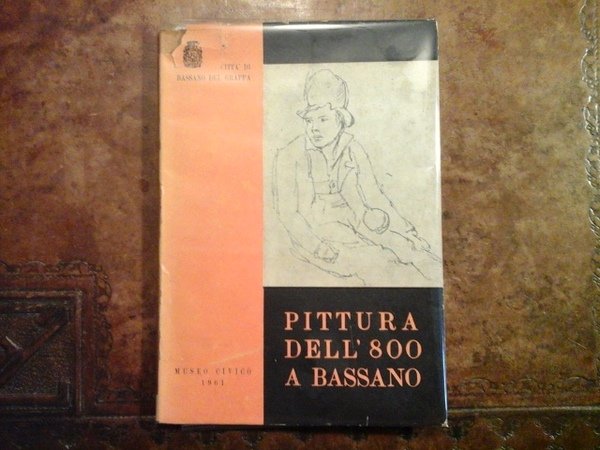 CITTÀ DI
BASSANO DEL GRAPPA
PITTURA
DELL'800
A BASSANO
MUSEO CIVICO
1961